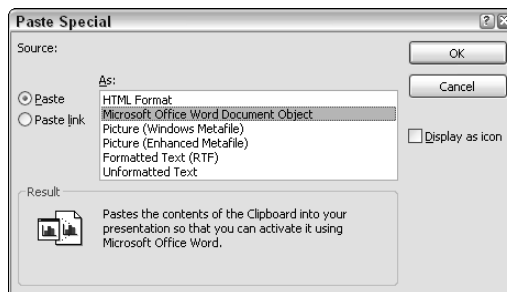 Paste Special
Source:
OK
Cancel
As:
Paste
Paste link
HTML Format
Microsoft Office Word Document Object
Picture (Windows Metafile)
Picture (Enhanced Metafile)
Formatted Text (RTF)
Unformatted Text
Display as icon
Result
Pastes the contents of the Clipboard into your
presentation so that you can activate it using
Microsoft Office Word.